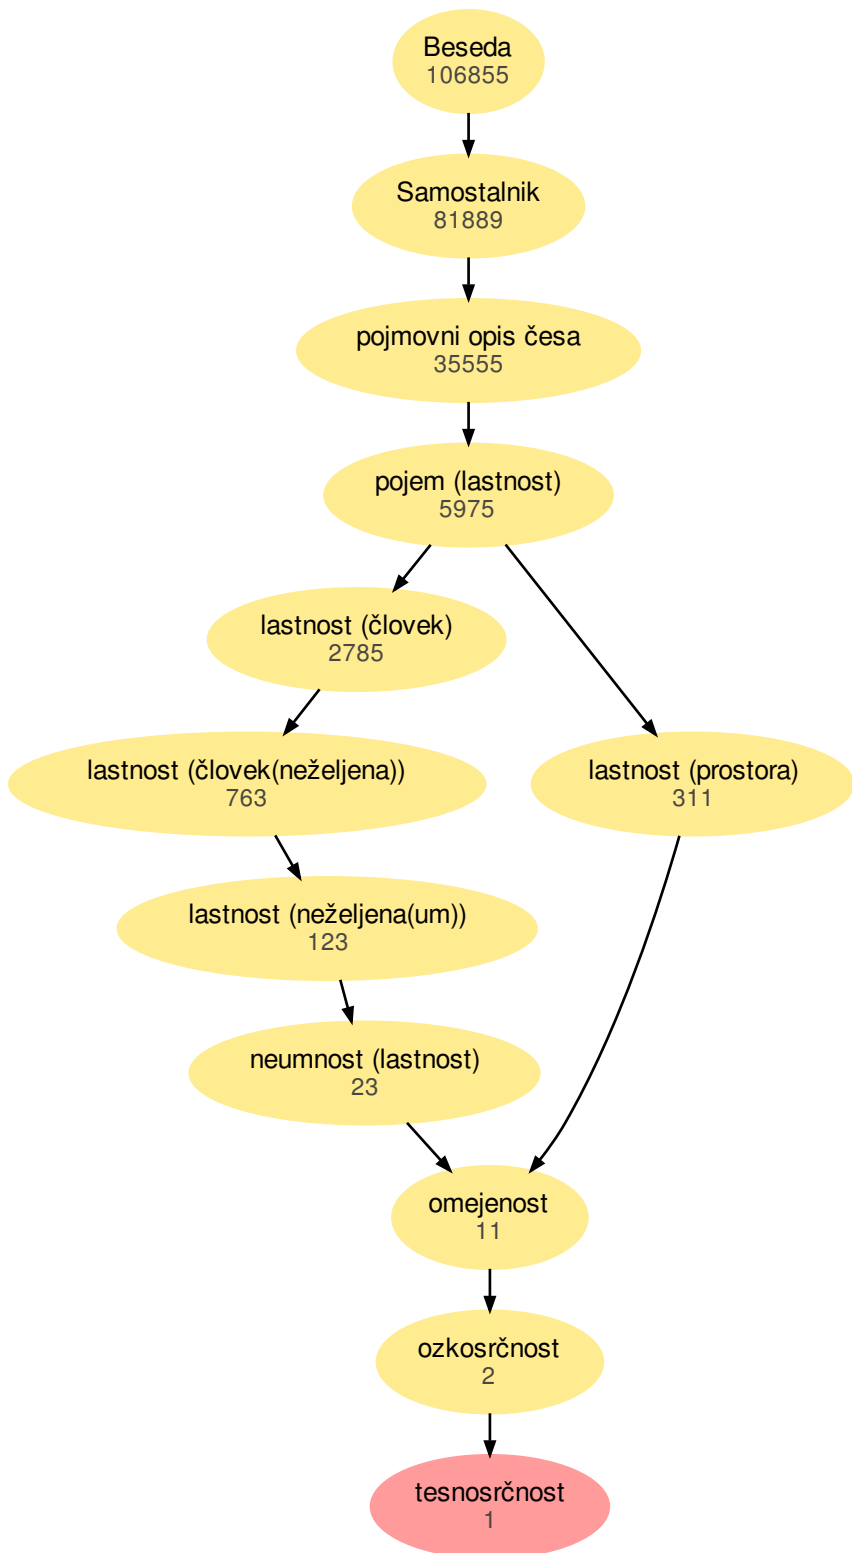 Beseda
106855
Samostalnik
81889
pojmovni opis česa
35555
pojem (lastnost)
5975
lastnost (človek)
2785
lastnost (človek(neželjena))
763
lastnost (prostora)
311
lastnost (neželjena(um))
123
neumnost (lastnost)
23
omejenost
11
ozkosrčnost
2
tesnosrčnost
1